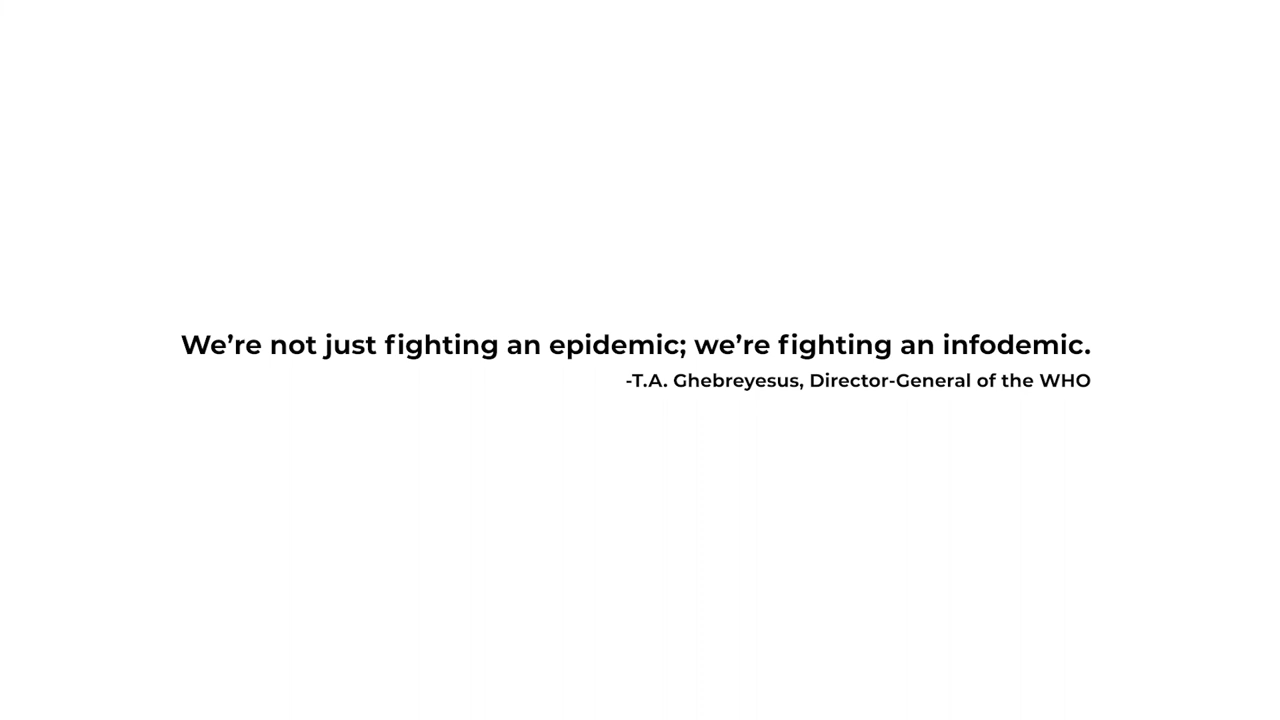 We’re not just fighting an epidemic; we’re fighting an infodemic.
-T.A. Ghebreyesus, Director-General of the WHO